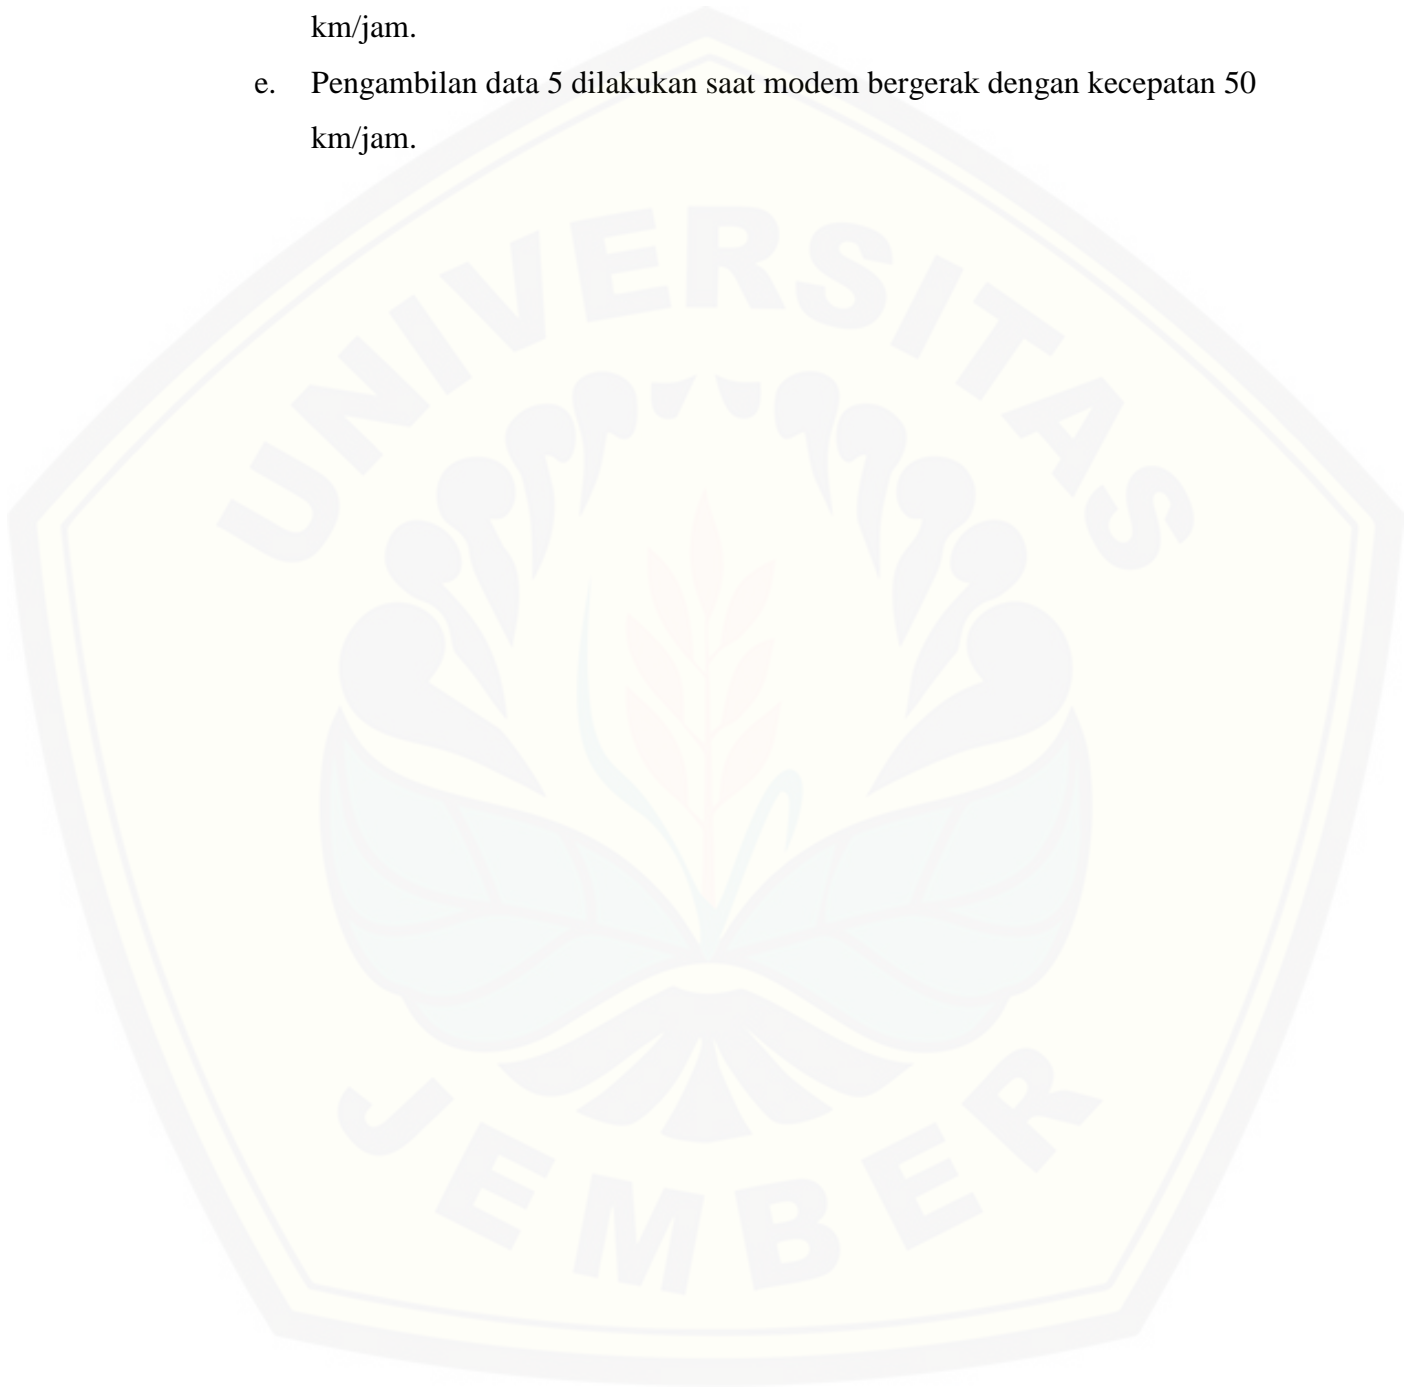 km/jam.
e. Pengambilan data 5 dilakukan saat modem bergerak dengan kecepatan 50
km/jam.
UNIVERSITAS
JEMBER